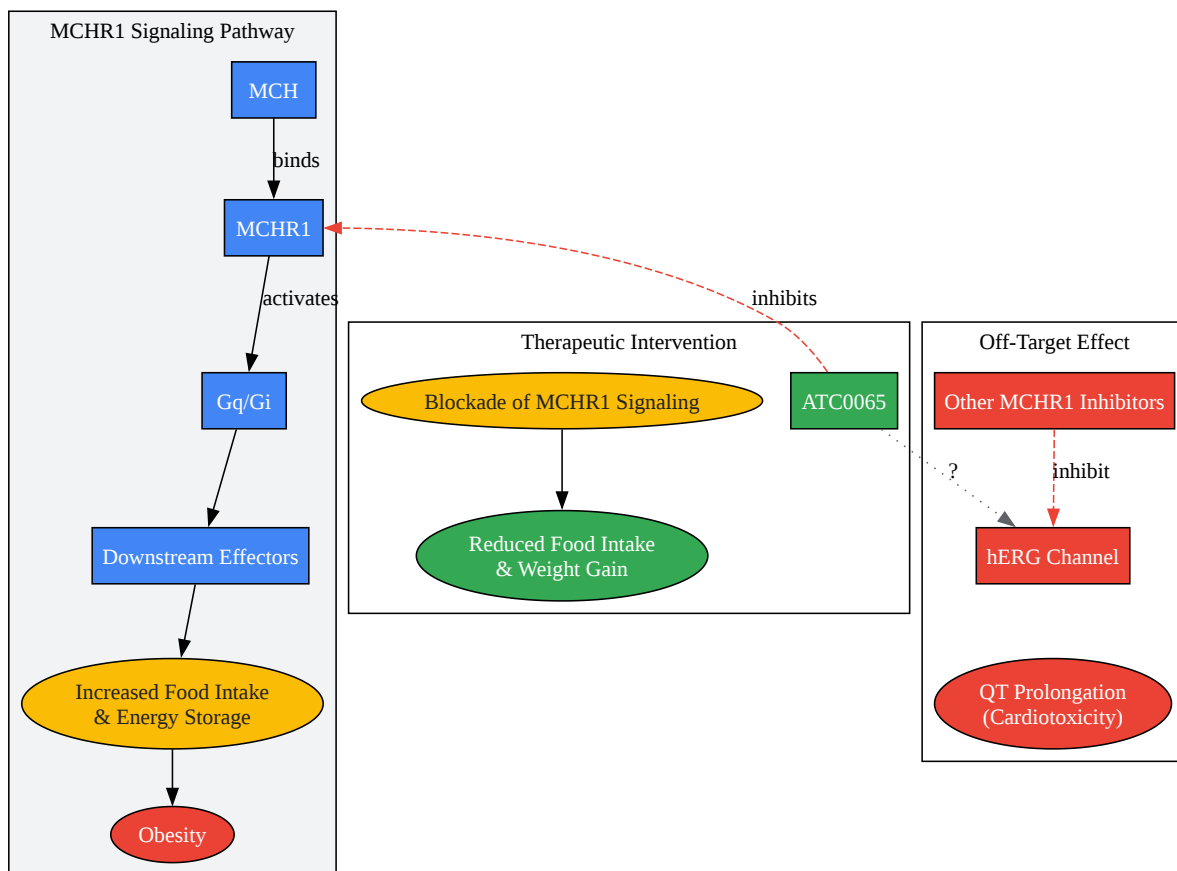 MCHR1 Signaling Pathway
MCH
binds
MCHR1
activates
Gq/Gi
Downstream Effectors
Increased Food Intake
& Energy Storage
Obesity
inhibits
Therapeutic Intervention
Blockade of MCHR1 Signaling
ATC0065
Reduced Food Intake
& Weight Gain
?
Off-Target Effect
Other MCHR1 Inhibitors
inhibit
hERG Channel
QT Prolongation
(Cardiotoxicity)